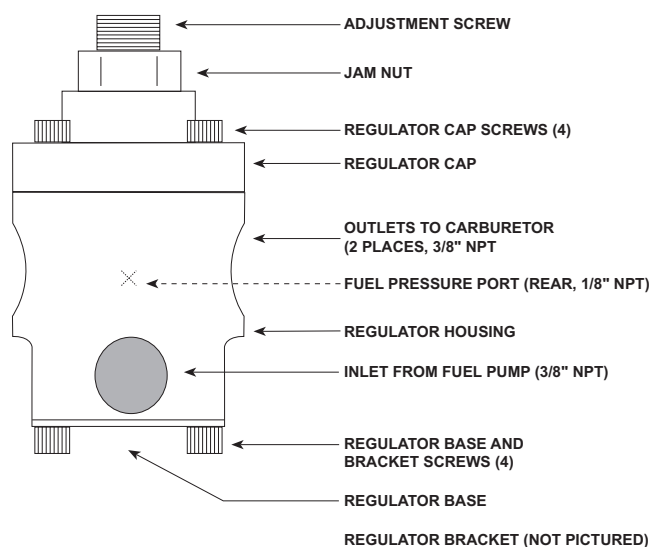 ADJUSTMENT SCREW
JAM NUT
REGULATOR CAP SCREWS (4)
REGULATOR CAP
OUTLETS TO CARBURETOR
(2 PLACES, 3/8" NPT
FUEL PRESSURE PORT (REAR, 1/8" NPT)
REGULATOR HOUSING
INLET FROM FUEL PUMP (3/8" NPT)
REGULATOR BASE AND
BRACKET SCREWS (4)
REGULATOR BASE
REGULATOR BRACKET (NOT PICTURED)